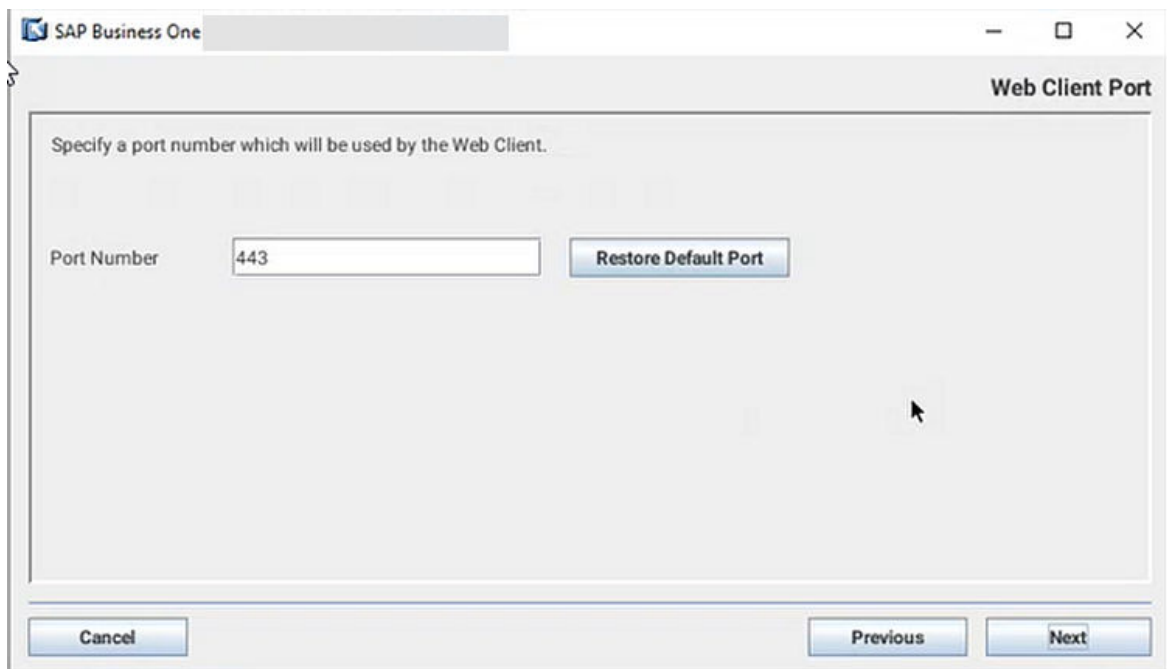 SAP Business One
Web Client Port
Specify a port number which will be used by the Web Client.
Port Number 443 Restore Default Port
Cancel Previous Next